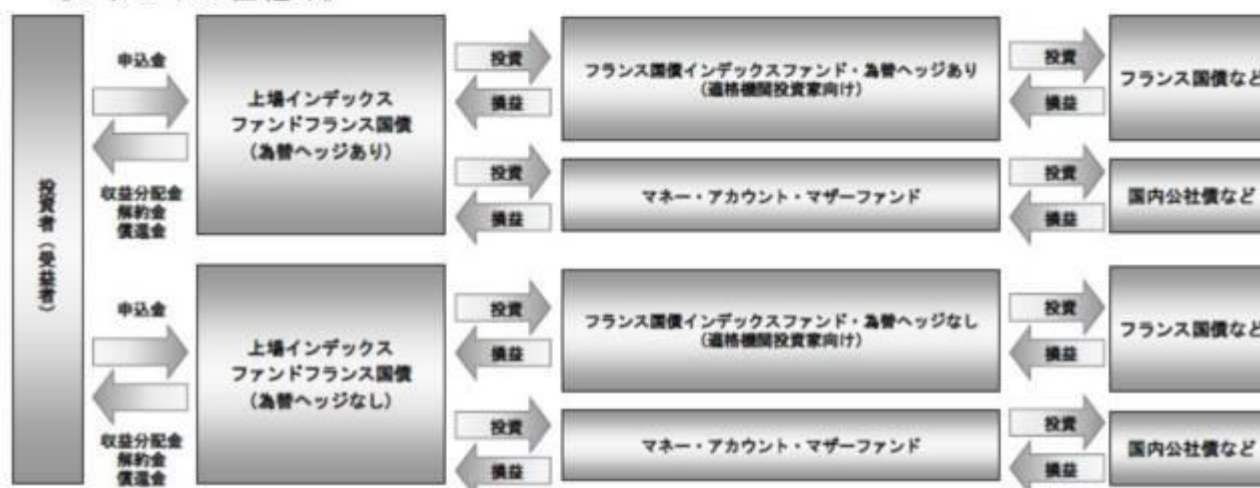 投資者（受益者）
申込金
収益分配金
解約金
償還金
上場インデックス
ファンドフランス国債
（為替ヘッジあり）
投資
損益
フランス国債インデックスファンド・為替ヘッジあり
（適格機関投資家向け）
投資
損益
フランス国債など
投資
損益
マネー・アカウント・マザーファンド
投資
損益
国内公社債など
申込金
収益分配金
解約金
償還金
上場インデックス
ファンドフランス国債
（為替ヘッジなし）
投資
損益
フランス国債インデックスファンド・為替ヘッジなし
（適格機関投資家向け）
投資
損益
フランス国債など
投資
損益
マネー・アカウント・マザーファンド
投資
損益
国内公社債など